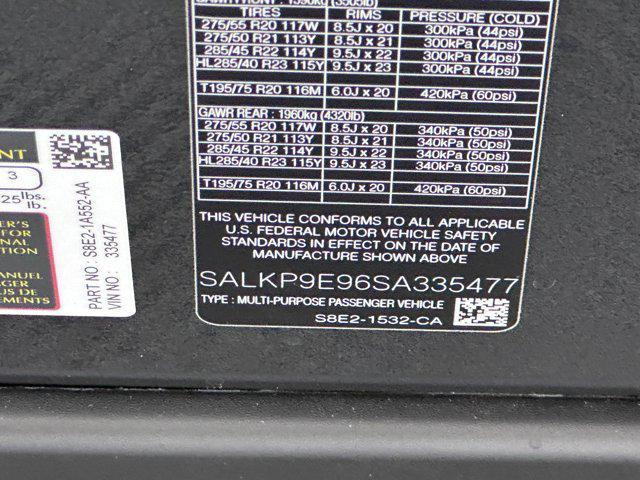 GAWR FRONT : 1590kg (3505lb)
TIRES RIMS PRESSURE (COLD)
275/55 R20 117W 8.5J x 20 300kPa (44psi)
275/50 R21 113Y 8.5J x 21 300kPa (44psi)
285/45 R22 114Y 9.5J x 22 300kPa (44psi)
HL285/40 R23 115Y 9.5J x 23 300kPa (44psi)
T195/75 R20 116M 6.0J x 20 420kPa (60psi)
GAWR REAR : 1960kg (4320lb)
275/55 R20 117W 8.5J x 20 340kPa (50psi)
275/50 R21 113Y 8.5J x 21 340kPa (50psi)
285/45 R22 114Y 9.5J x 22 340kPa (50psi)
HL285/40 R23 115Y 9.5J x 23 340kPa (50psi)
T195/75 R20 116M 6.0J x 20 420kPa (60psi)
THIS VEHICLE CONFORMS TO ALL APPLICABLE
U.S. FEDERAL MOTOR VEHICLE SAFETY
STANDARDS IN EFFECT ON THE DATE OF
MANUFACTURE SHOWN ABOVE
SALKP9E96SA335477
TYPE : MULTI-PURPOSE PASSENGER VEHICLE
S8E2-1532-CA
3
lbs.
lb.
PART NO : S8E2-1A552-AA
VIN NO : 335477